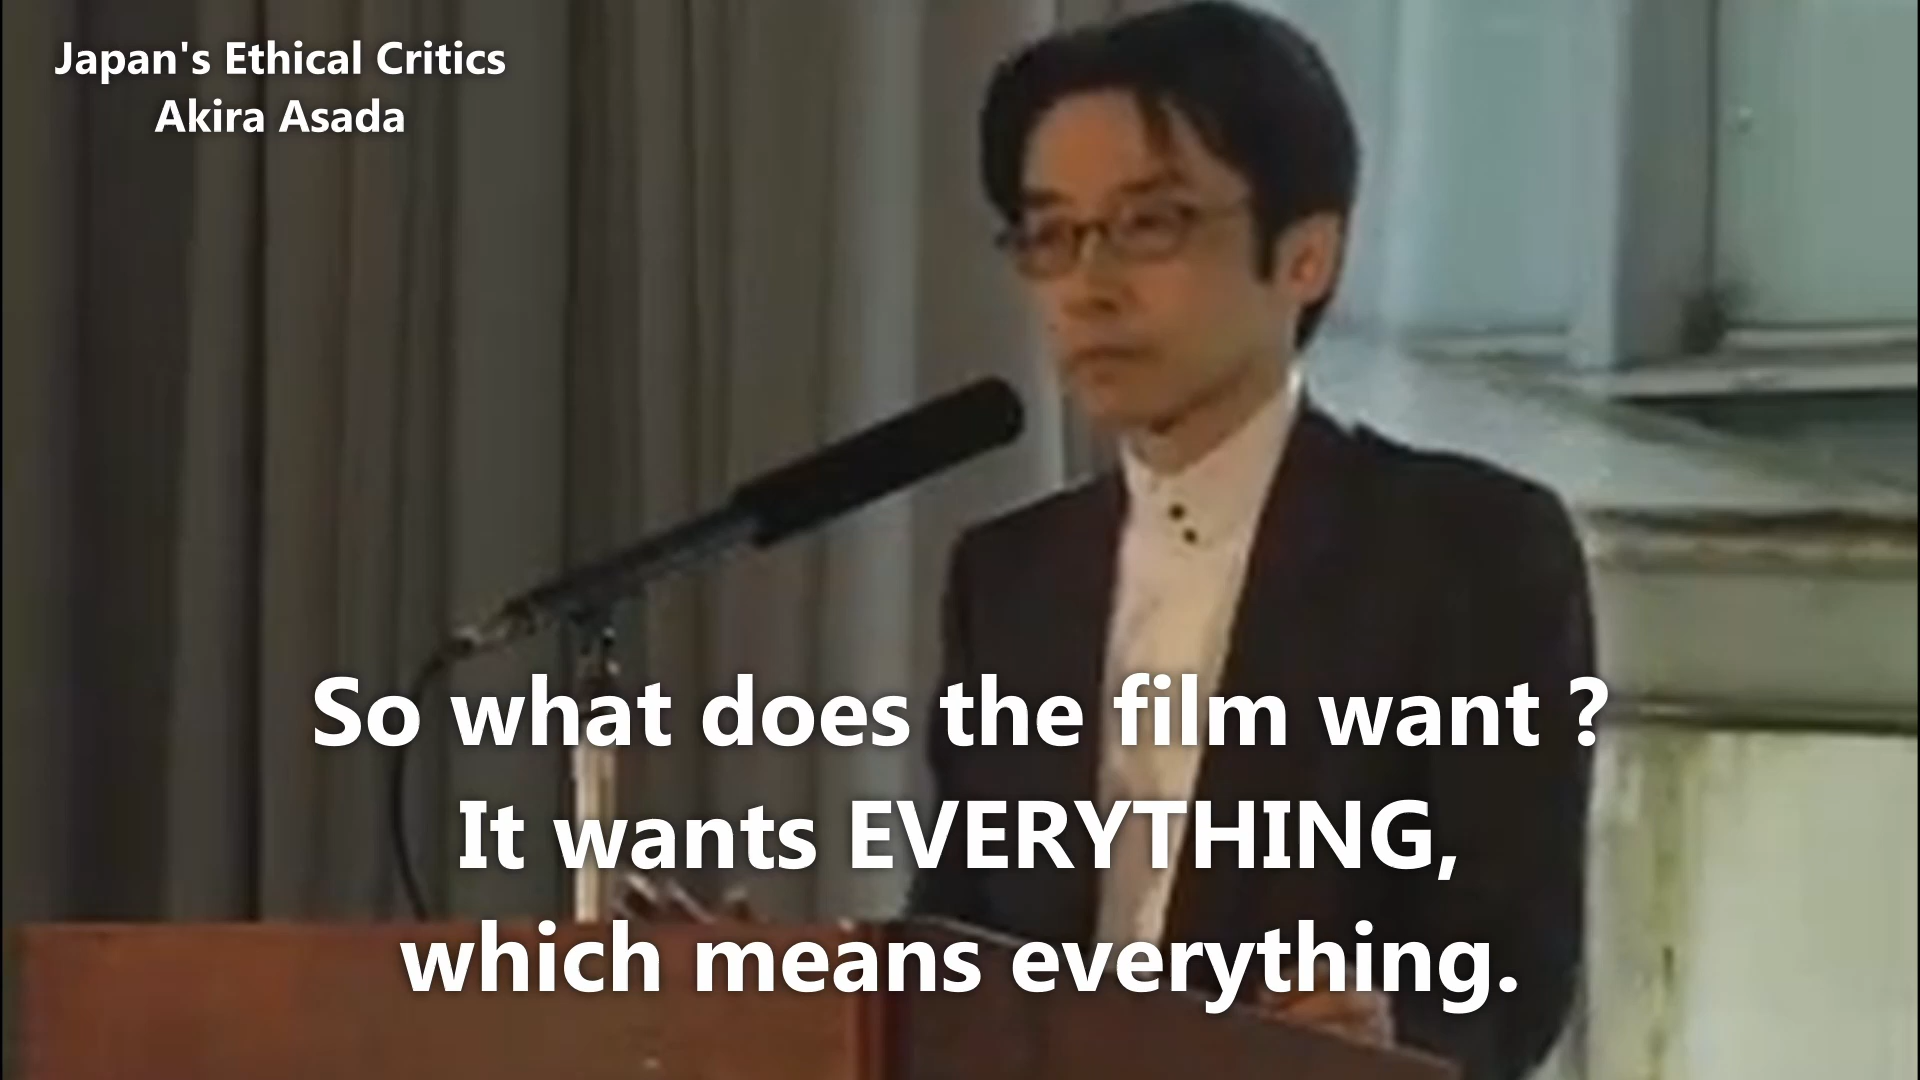 Japan's Ethical Critics
Akira Asada
So what does the film want ?
It wants EVERYTHING,
which means everything.